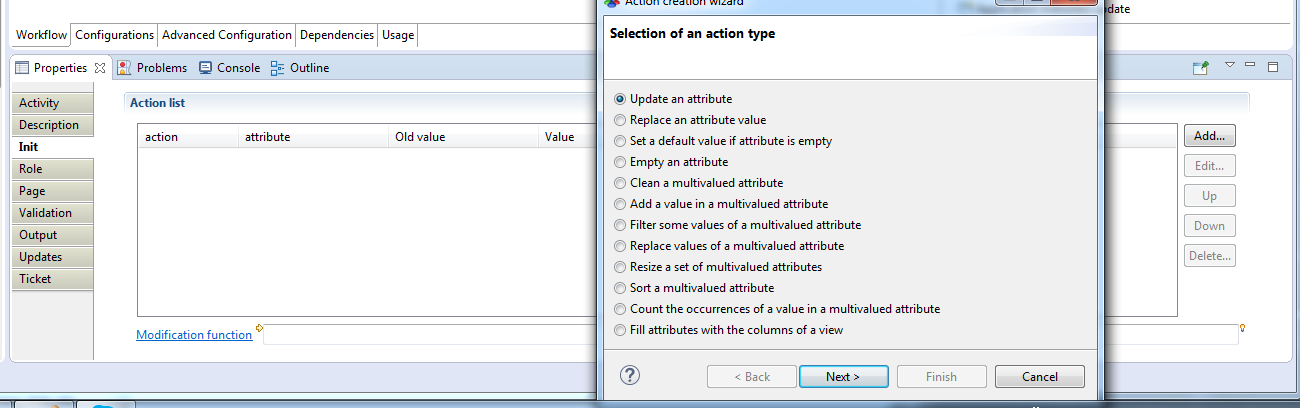 Action creation wizard
update
Workflow Configurations Advanced Configuration Dependencies Usage
Selection of an action type
Properties Problems Console Outline
Activity
Description
Init
Role
Page
Validation
Output
Updates
Ticket
Action list
action attribute Old value Value
Modification function
Update an attribute
Replace an attribute value
Set a default value if attribute is empty
Empty an attribute
Clean a multivalued attribute
Add a value in a multivalued attribute
Filter some values of a multivalued attribute
Replace values of a multivalued attribute
Resize a set of multivalued attributes
Sort a multivalued attribute
Count the occurrences of a value in a multivalued attribute
Fill attributes with the columns of a view
? < Back Next > Finish Cancel
Add...
Edit...
Up
Down
Delete...